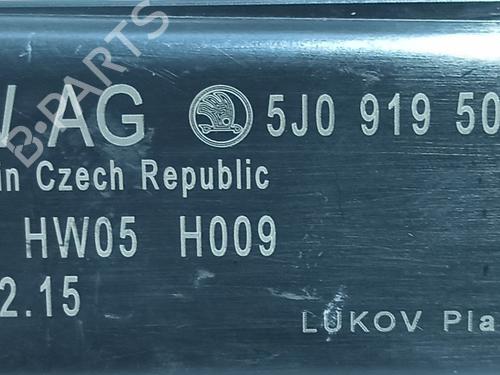 AG 5J0 919 50
in Czech Republic
HW05 H009
2.15
LUKOV Pla
B-PARTS